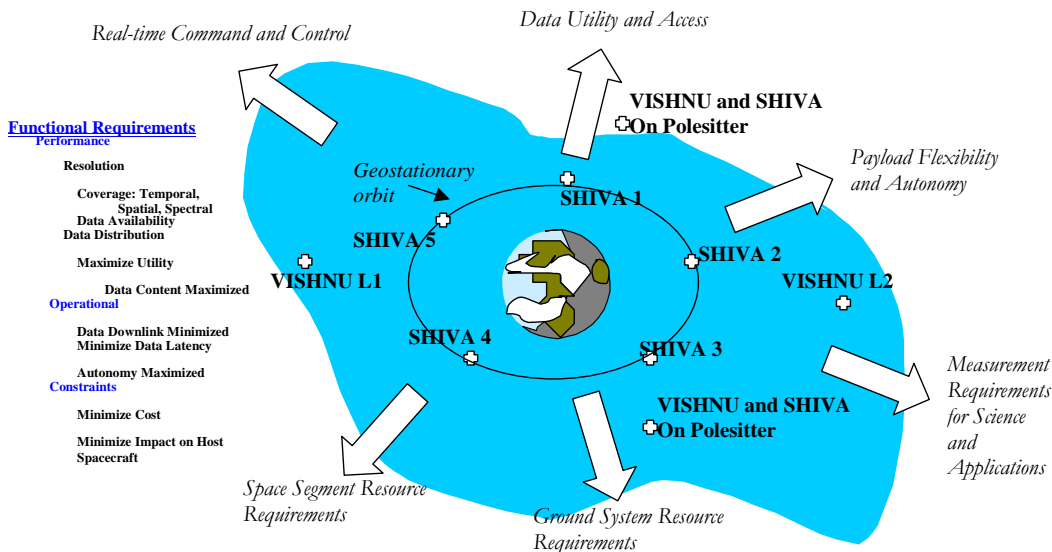 Data Utility and Access
Real-time Command and Control
VISHNU and SHIVA
On Polesitter
Functional Requirements
Performance
Resolution
Coverage: Temporal,
Spatial, Spectral
Data Availability
Data Distribution
Maximize Utility
Data Content Maximized
Operational
Data Downlink Minimized
Minimize Data Latency
Autonomy Maximized
Constraints
Minimize Cost
Minimize Impact on Host
Spacecraft
Geostationary
orbit
Payload Flexibility
and Autonomy
SHIVA 1
SHIVA 5
SHIVA 2
VISHNU L1
VISHNU L2
SHIVA 4
SHIVA 3
VISHNU and SHIVA
On Polesitter
Measurement
Requirements
for Science
and
Applications
Space Segment Resource
Requirements
Ground System Resource
Requirements